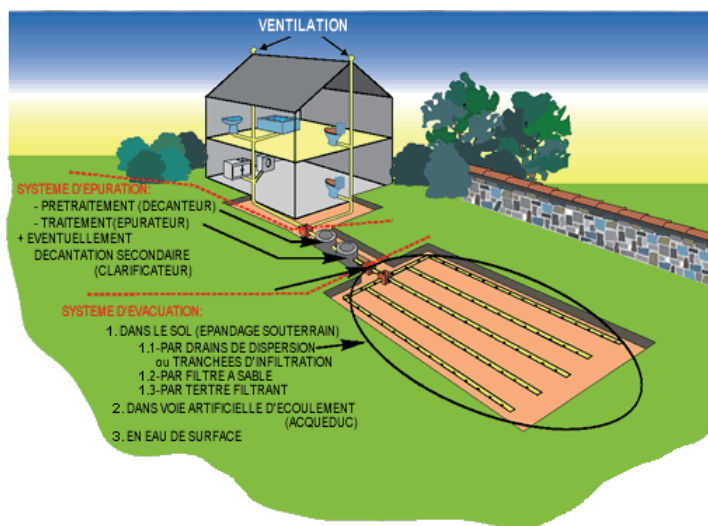 VENTILATION
SYSTEME D'EPURATION:
- PRETRAITEMENT (DECANTEUR)
- TRAITEMENT(EPURATEUR)
+ EVENTUELLEMENT
DECANTATION SECONDAIRE
(CLARIFICATEUR)
SYSTEME D'EVACUATION:
1. DANS LE SOL (EPANDAGE SOUTERRAIN)
1.1-PAR DRAINS DE DISPERSION
ou TRANCHEES D'INFILTRATION
1.2-PAR FILTRE A SABLE
1.3-PAR TERTRE FILTRANT
2. DANS VOIE ARTIFICIELLE D'ECOULEMENT
(ACQUEDUC)
3. EN EAU DE SURFACE